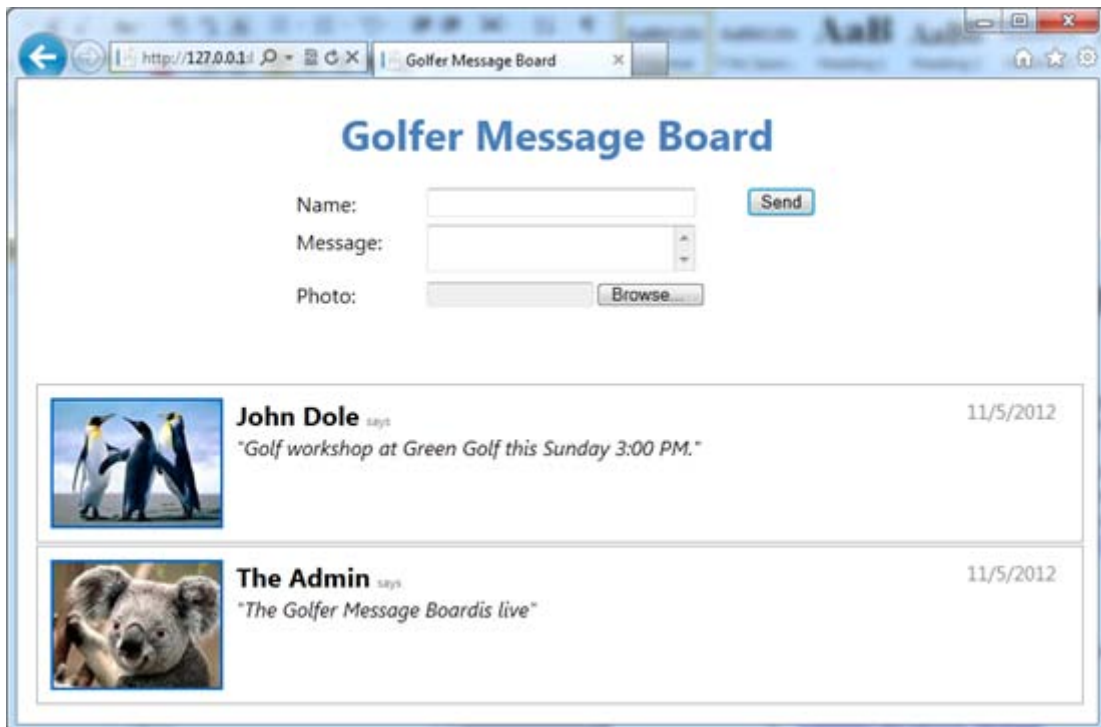 AaBl
http://127.0.0.1:
Golfer Message Board
Golfer Message Board
Name:
Send
Message:
Photo:
Browse...
John Dole says
11/5/2012
"Golf workshop at Green Golf this Sunday 3:00 PM."
The Admin says
11/5/2012
"The Golfer Message Boardis live"